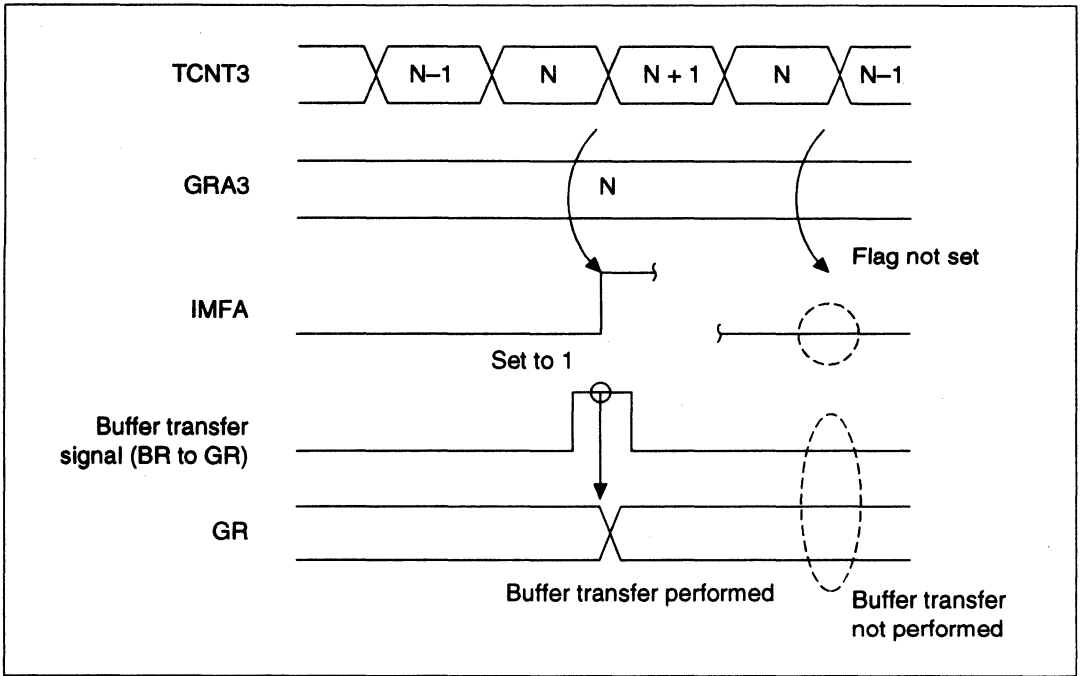 TCNT3
N–1
N
N + 1
N
N–1
GRA3
N
Flag not set
IMFA
Set to 1
Buffer transfer
signal (BR to GR)
GR
Buffer transfer performed
Buffer transfer
not performed